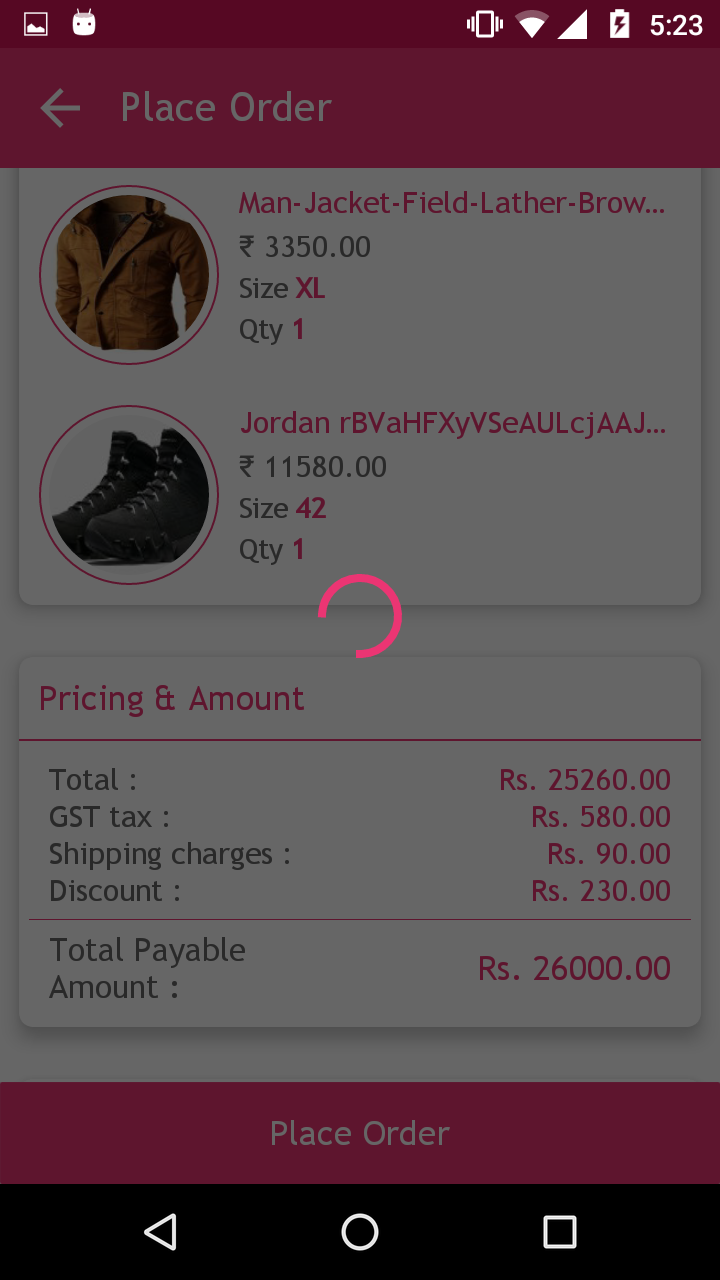 5:23
Place Order
Man-Jacket-Field-Lather-Brow...
₹ 3350.00
Size XL
Qty 1
Jordan rBVaHFXyVSeAULcjAAJ...
₹ 11580.00
Size 42
Qty 1
Pricing & Amount
Total : Rs. 25260.00
GST tax : Rs. 580.00
Shipping charges : Rs. 90.00
Discount : Rs. 230.00
Total Payable
Amount : Rs. 26000.00
Place Order